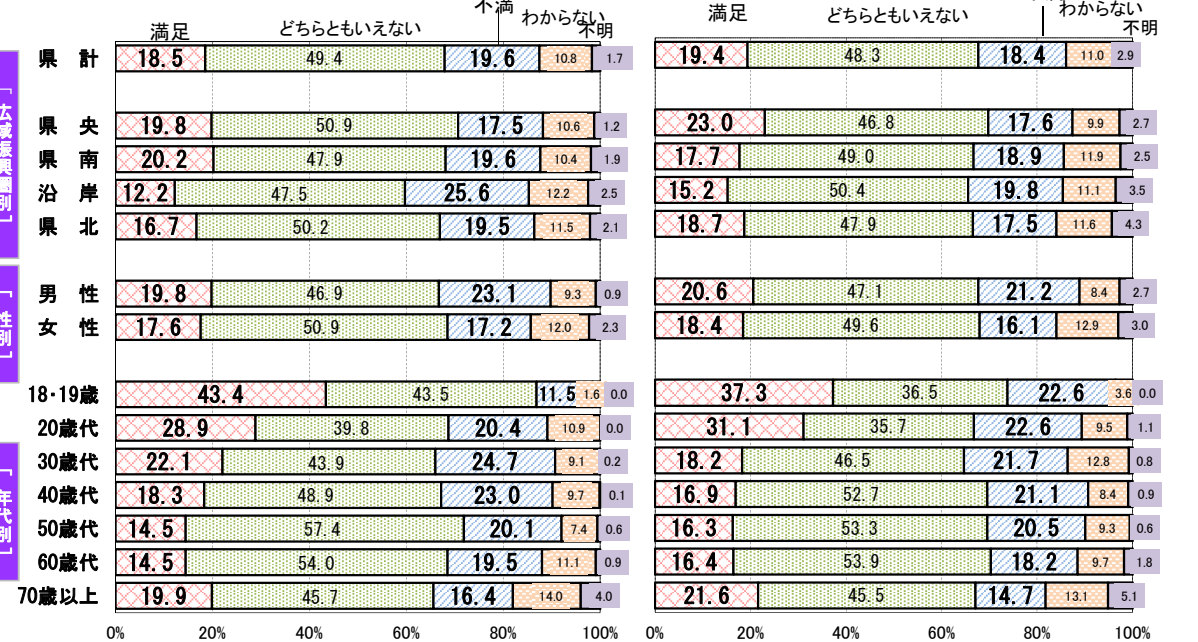 不満
満足 どちらともいえない わからない 不明
満足 どちらともいえない わからない 不明
「広域振興圏別」
県 計 18.5 49.4 19.6 10.8 1.7 19.4 48.3 18.4 11.0 2.9
県 央 19.8 50.9 17.5 10.6 1.2 23.0 46.8 17.6 9.9 2.7
県 南 20.2 47.9 19.6 10.4 1.9 17.7 49.0 18.9 11.9 2.5
沿 岸 12.2 47.5 25.6 12.2 2.5 15.2 50.4 19.8 11.1 3.5
県 北 16.7 50.2 19.5 11.5 2.1 18.7 47.9 17.5 11.6 4.3
「性別」
男 性 19.8 46.9 23.1 9.3 0.9 20.6 47.1 21.2 8.4 2.7
女 性 17.6 50.9 17.2 12.0 2.3 18.4 49.6 16.1 12.9 3.0
「年代別」
18・19歳 43.4 43.5 11.5 1.6 0.0 37.3 36.5 22.6 3.6 0.0
20歳代 28.9 39.8 20.4 10.9 0.0 31.1 35.7 22.6 9.5 1.1
30歳代 22.1 43.9 24.7 9.1 0.2 18.2 46.5 21.7 12.8 0.8
40歳代 18.3 48.9 23.0 9.7 0.1 16.9 52.7 21.1 8.4 0.9
50歳代 14.5 57.4 20.1 7.4 0.6 16.3 53.3 20.5 9.3 0.6
60歳代 14.5 54.0 19.5 11.1 0.9 16.4 53.9 18.2 9.7 1.8
70歳以上 19.9 45.7 16.4 14.0 4.0 21.6 45.5 14.7 13.1 5.1
0% 20% 40% 60% 80% 100% 0% 20% 40% 60% 80% 100%